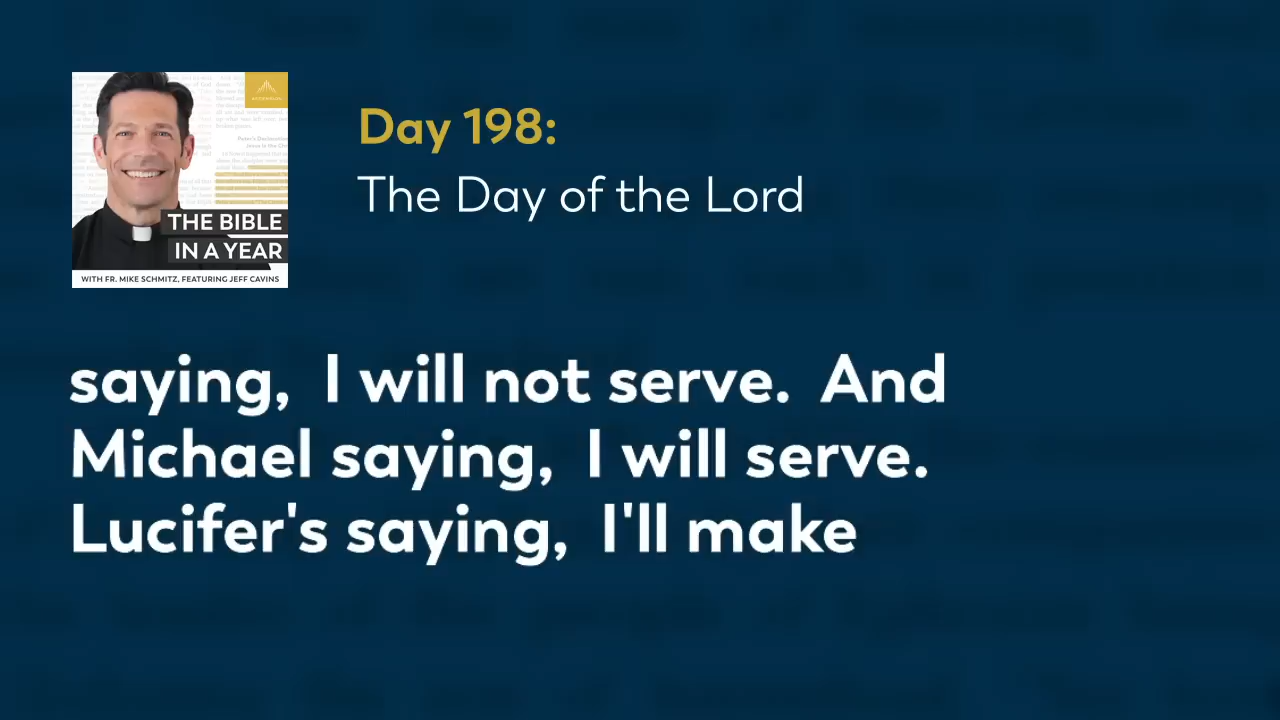 Day 198:
The Day of the Lord
THE BIBLE
IN A YEAR
WITH FR. MIKE SCHMITZ, FEATURING JEFF CAVINS
saying, I will not serve. And
Michael saying, I will serve.
Lucifer's saying, I'll make